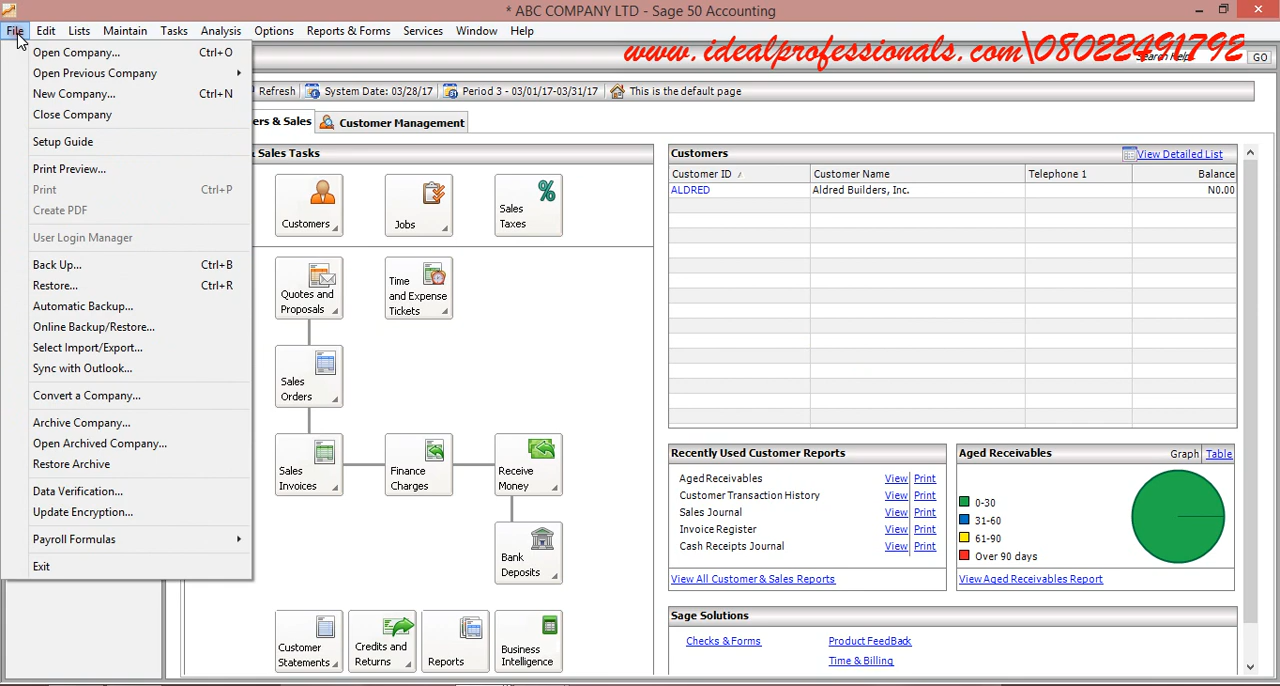 * ABC COMPANY LTD - Sage 50 Accounting
File Edit Lists Maintain Tasks Analysis Options Reports & Forms Services Window Help
www.idealprofessionals.com\08022491792
Search Help GO
Open Company... Ctrl+O
Open Previous Company
New Company... Ctrl+N
Close Company
Setup Guide
Print Preview...
Print Ctrl+P
Create PDF
User Login Manager
Back Up... Ctrl+B
Restore... Ctrl+R
Automatic Backup...
Online Backup/Restore...
Select Import/Export...
Sync with Outlook...
Convert a Company...
Archive Company...
Open Archived Company...
Restore Archive
Data Verification...
Update Encryption...
Payroll Formulas
Exit
Refresh System Date: 03/28/17 Period 3 - 03/01/17-03/31/17 This is the default page
ers & Sales Customer Management
& Sales Tasks
Customers
Jobs
Sales
Taxes
Quotes and
Proposals
Time
and Expense
Tickets
Sales
Orders
Sales
Invoices
Finance
Charges
Receive
Money
Bank
Deposits
Customer
Statements
Credits and
Returns
Reports
Business
Intelligence
Customers View Detailed List
Customer ID Customer Name Telephone 1 Balance
ALDRED Aldred Builders, Inc. N0.00
Recently Used Customer Reports
Aged Receivables View Print
Customer Transaction History View Print
Sales Journal View Print
Invoice Register View Print
Cash Receipts Journal View Print
View All Customer & Sales Reports
Aged Receivables Graph Table
0-30
31-60
61-90
Over 90 days
View Aged Receivables Report
Sage Solutions
Checks & Forms Product FeedBack
Time & Billing